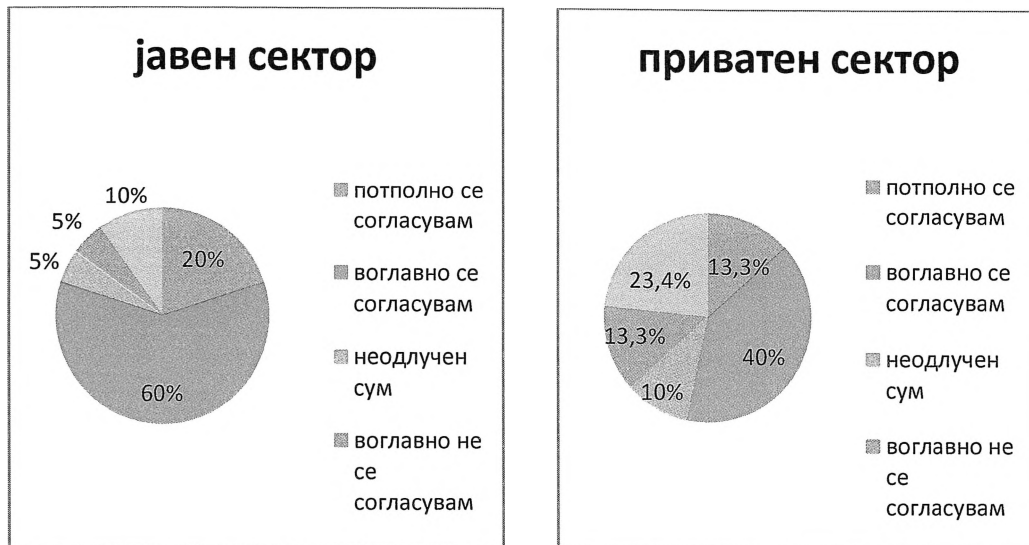 јавен сектор
10%
5%
5%
20%
60%
потполно се
согласувам
воглавно се
согласувам
неодлучен
сум
воглавно не
се
согласувам
приватен сектор
23,4%
13,3%
13,3%
40%
10%
потполно се
согласувам
воглавно се
согласувам
неодлучен
сум
воглавно не
се
согласувам